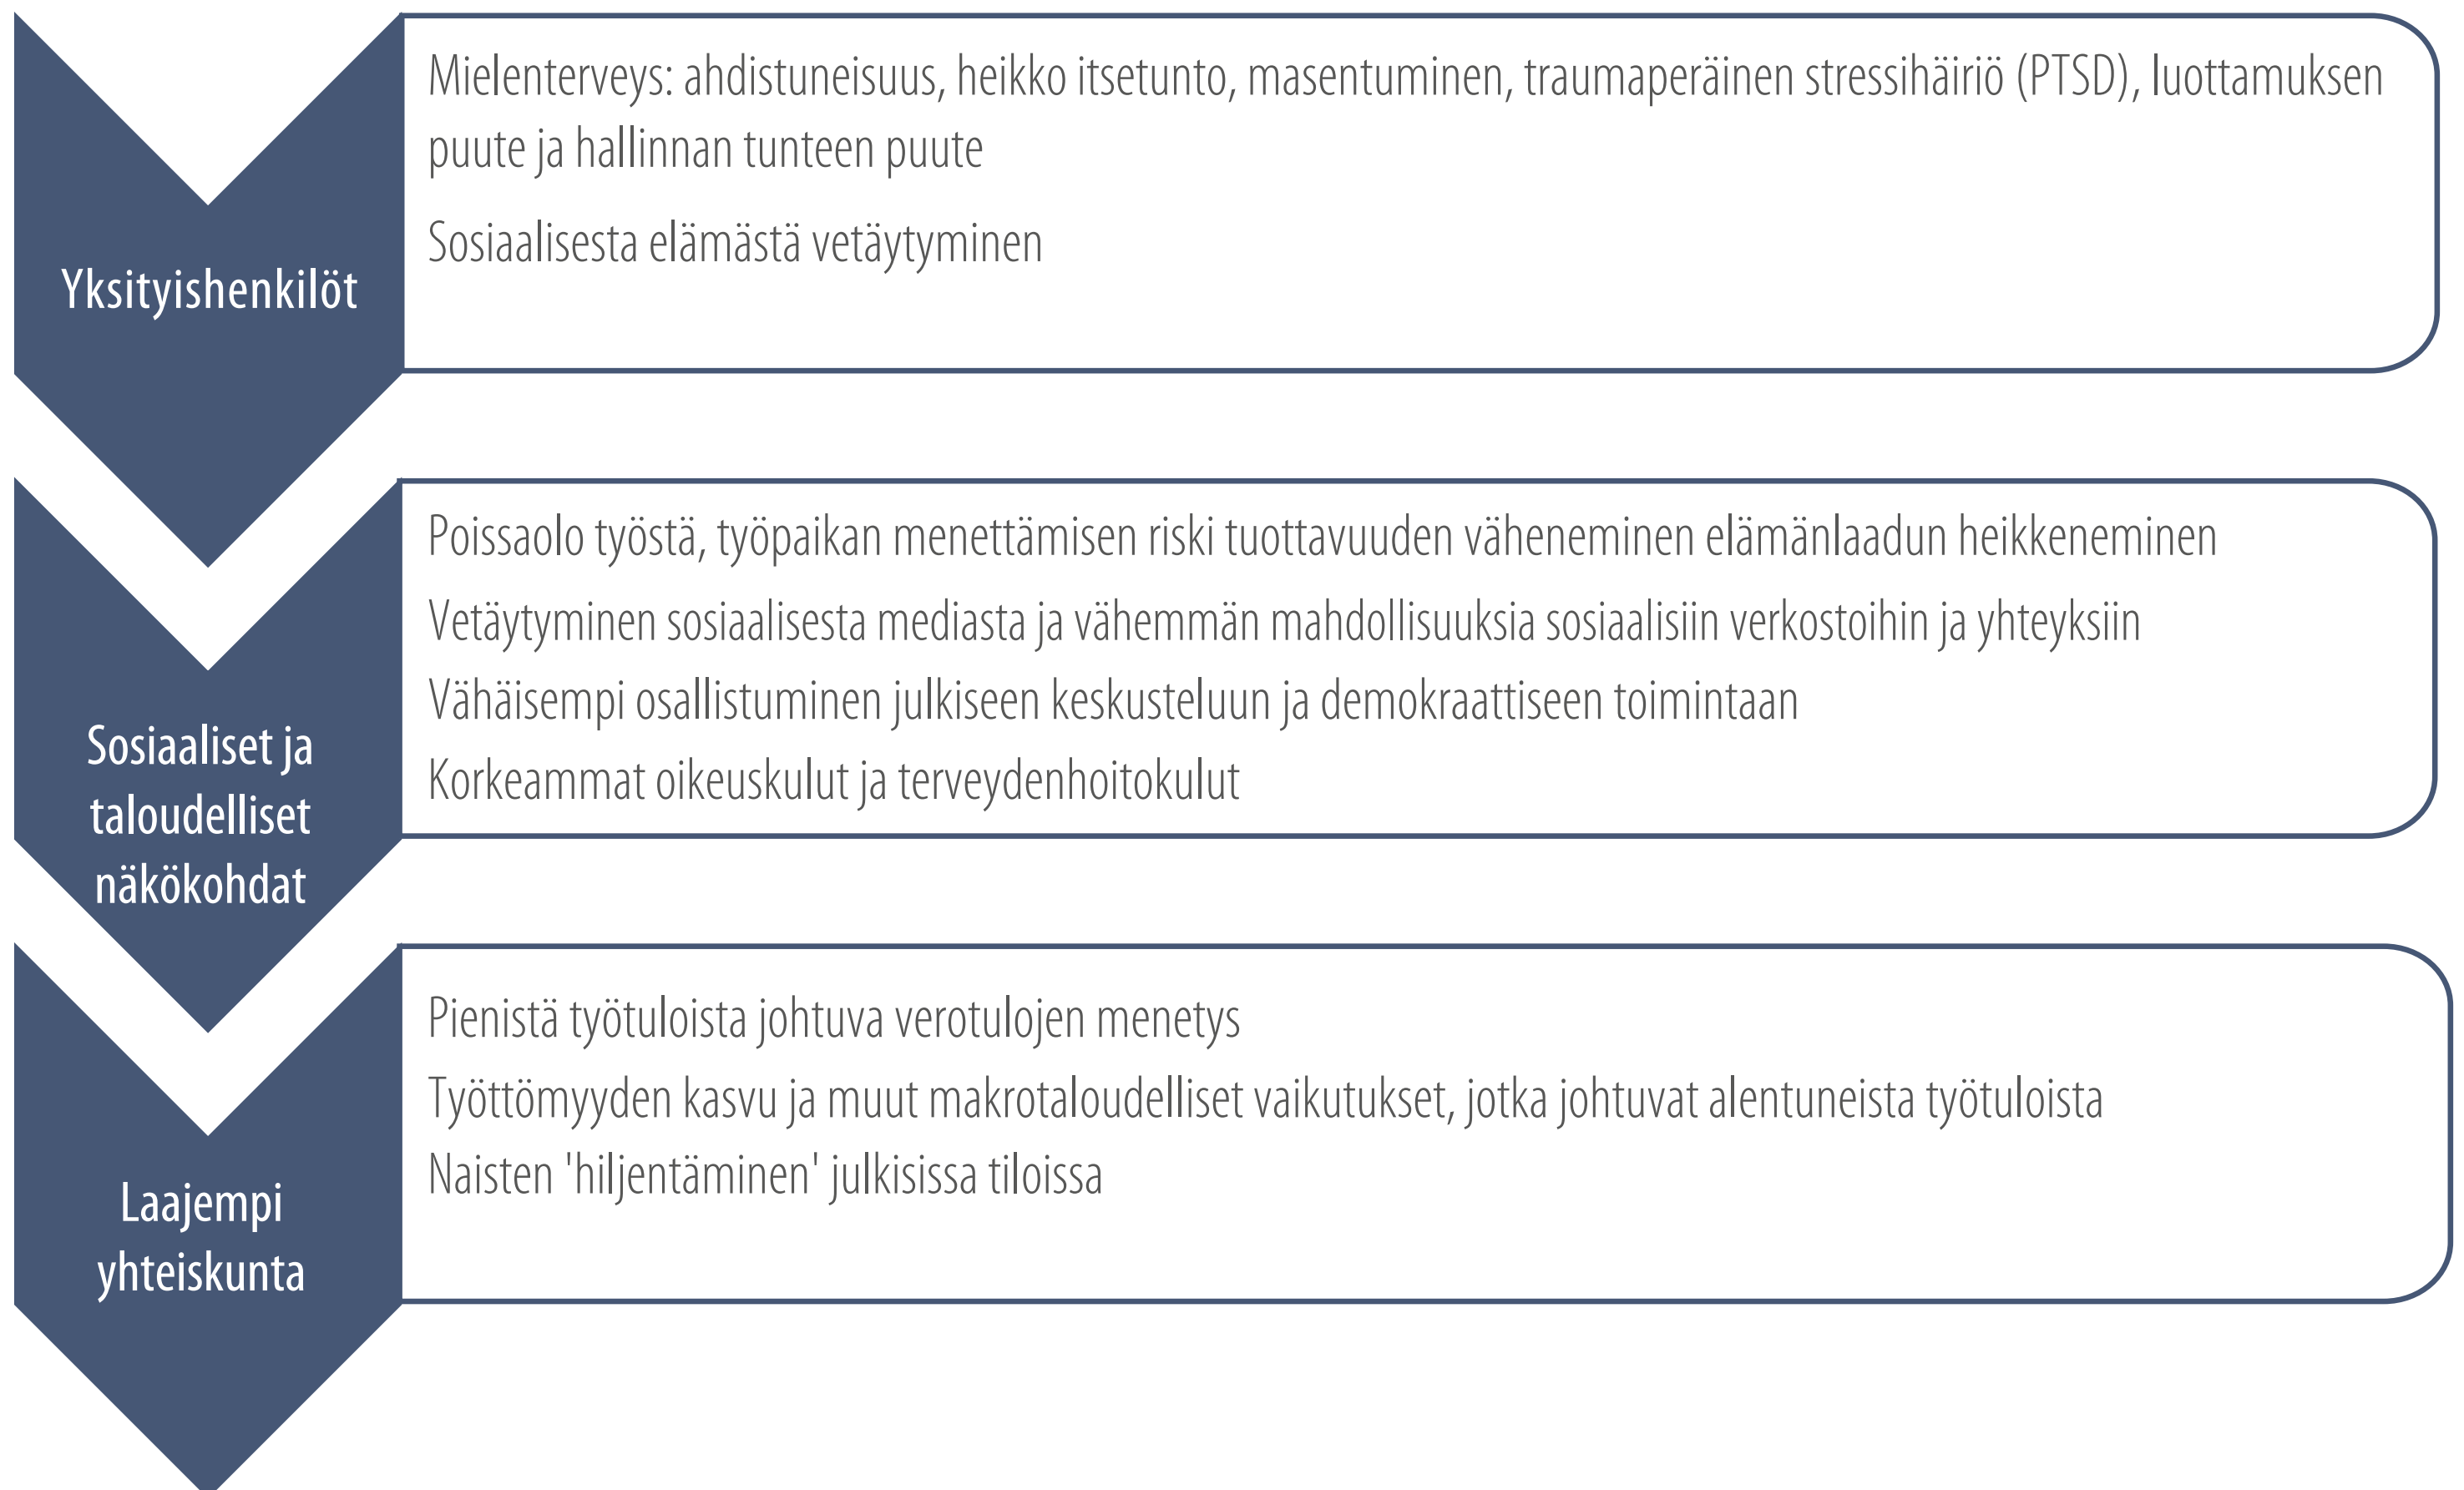 Yksityishenkilöt
Mielenterveys: ahdistuneisuus, heikko itsetunto, masentuminen, traumaperäinen stressihäiriö (PTSD), luottamuksen
puute ja hallinnan tunteen puute
Sosiaalisesta elämästä vetäytyminen
Sosiaaliset ja
taloudelliset
näkökohdat
Poissaolo työstä, työpaikan menettämisen riski tuottavuuden väheneminen elämänlaadun heikkeneminen
Vetäytyminen sosiaalisesta mediasta ja vähemmän mahdollisuuksia sosiaalisiin verkostoihin ja yhteyksiin
Vähäisempi osallistuminen julkiseen keskusteluun ja demokraattiseen toimintaan
Korkeammat oikeuskulut ja terveydenhoitokulut
Laajempi
yhteiskunta
Pienistä työtuloista johtuva verotulojen menetys
Työttömyyden kasvu ja muut makrotaloudelliset vaikutukset, jotka johtuvat alentuneista työtuloista
Naisten 'hiljentäminen' julkisissa tiloissa